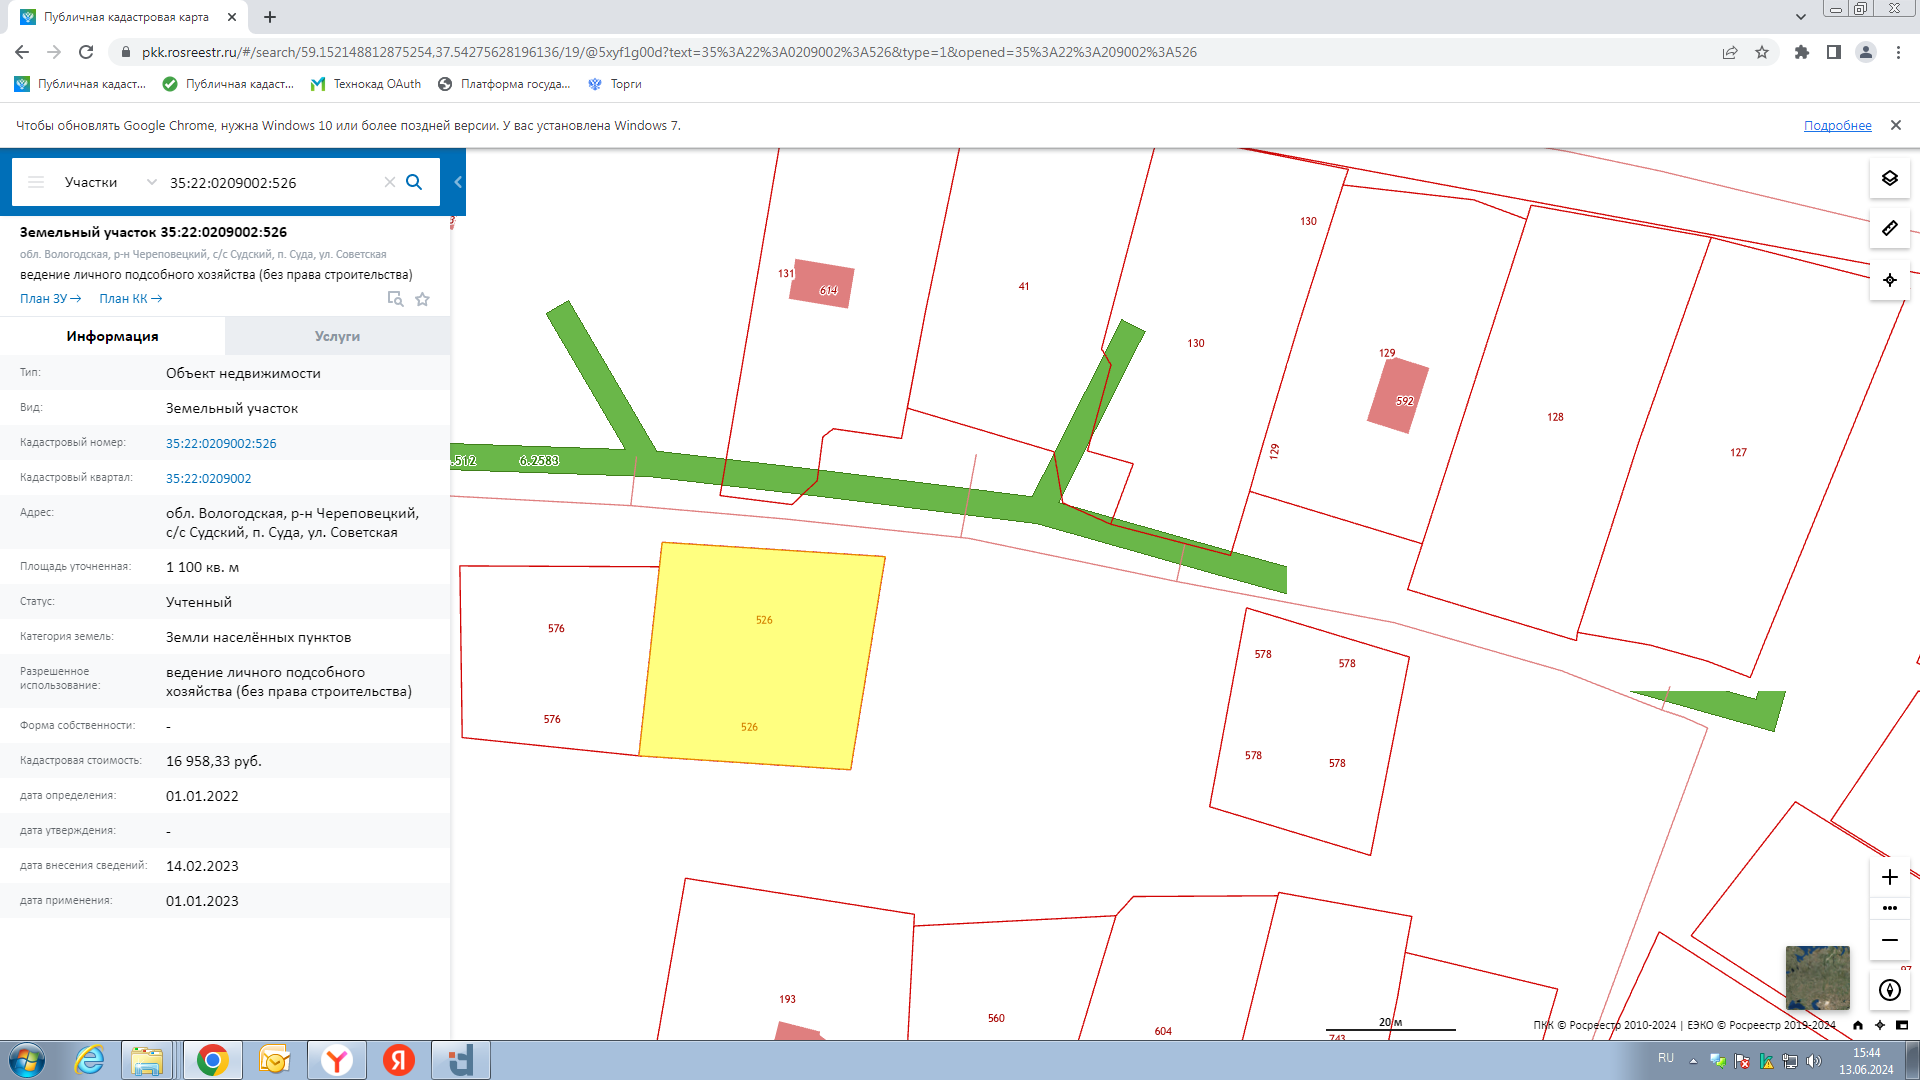 Публичная кадастровая карта
pkk.rosreestr.ru/#/search/59.152148812875254,37.54275628196136/19/@5xyf1g00d?text=35%3A22%3A0209002%3A526&type=1&opened=35%3A22%3A209002%3A526
Публичная кадаст...
Публичная кадаст...
Технокад OAuth
Платформа госуда...
Торги
Чтобы обновлять Google Chrome, нужна Windows 10 или более поздней версии. У вас установлена Windows 7.
Подробнее
Участки
35:22:0209002:526
Земельный участок 35:22:0209002:526
обл. Вологодская, р-н Череповецкий, с/с Судский, п. Суда, ул. Советская
ведение личного подсобного хозяйства (без права строительства)
План ЗУ →
План КК →
Информация
Услуги
Тип:
Объект недвижимости
Вид:
Земельный участок
Кадастровый номер:
35:22:0209002:526
Кадастровый квартал:
35:22:0209002
Адрес:
обл. Вологодская, р-н Череповецкий,
с/с Судский, п. Суда, ул. Советская
Площадь уточненная:
1 100 кв. м
Статус:
Учтенный
Категория земель:
Земли населённых пунктов
Разрешенное
использование:
ведение личного подсобного
хозяйства (без права строительства)
Форма собственности:
-
Кадастровая стоимость:
16 958,33 руб.
дата определения:
01.01.2022
дата утверждения:
-
дата внесения сведений:
14.02.2023
дата применения:
01.01.2023
130
131
614
41
130
129
592
129
128
127
.512
6.2583
576
576
526
526
578
578
578
578
193
560
604
743
97
20 м
ПКК © Росреестр 2010-2024 | ЕЭКО © Росреестр 2019-2024
RU
15:44
13.06.2024